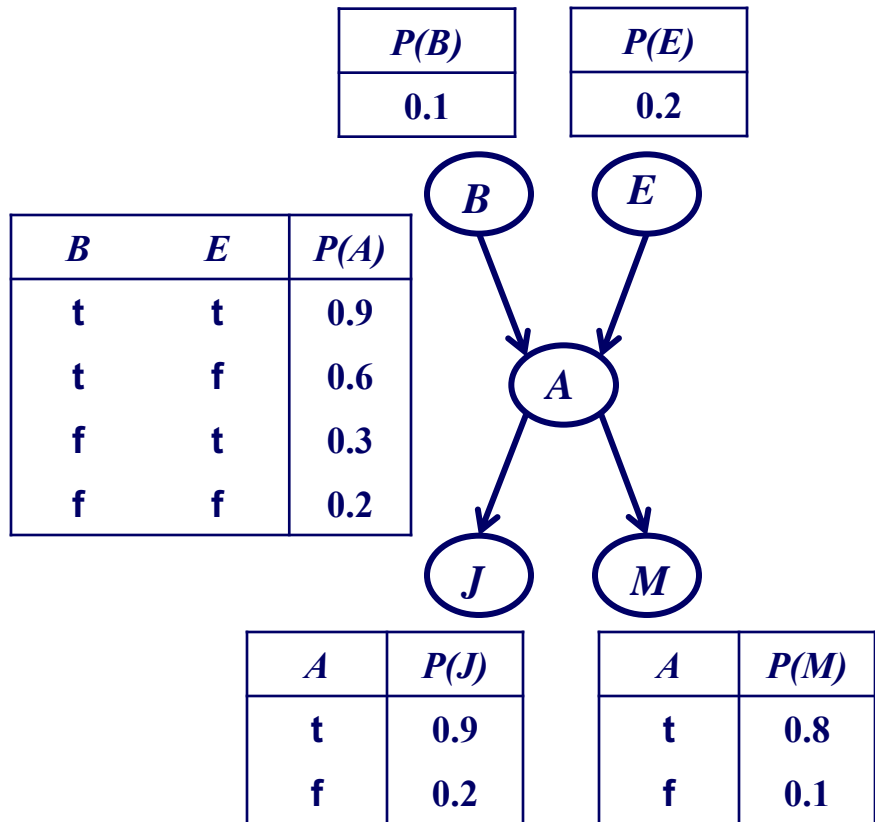 P(B) P(E)
0.1 0.2
B E
B E P(A)
t t 0.9
t f 0.6
A
f t 0.3
f f 0.2
J M
A P(J) A P(M)
t 0.9 t 0.8
f 0.2 f 0.1